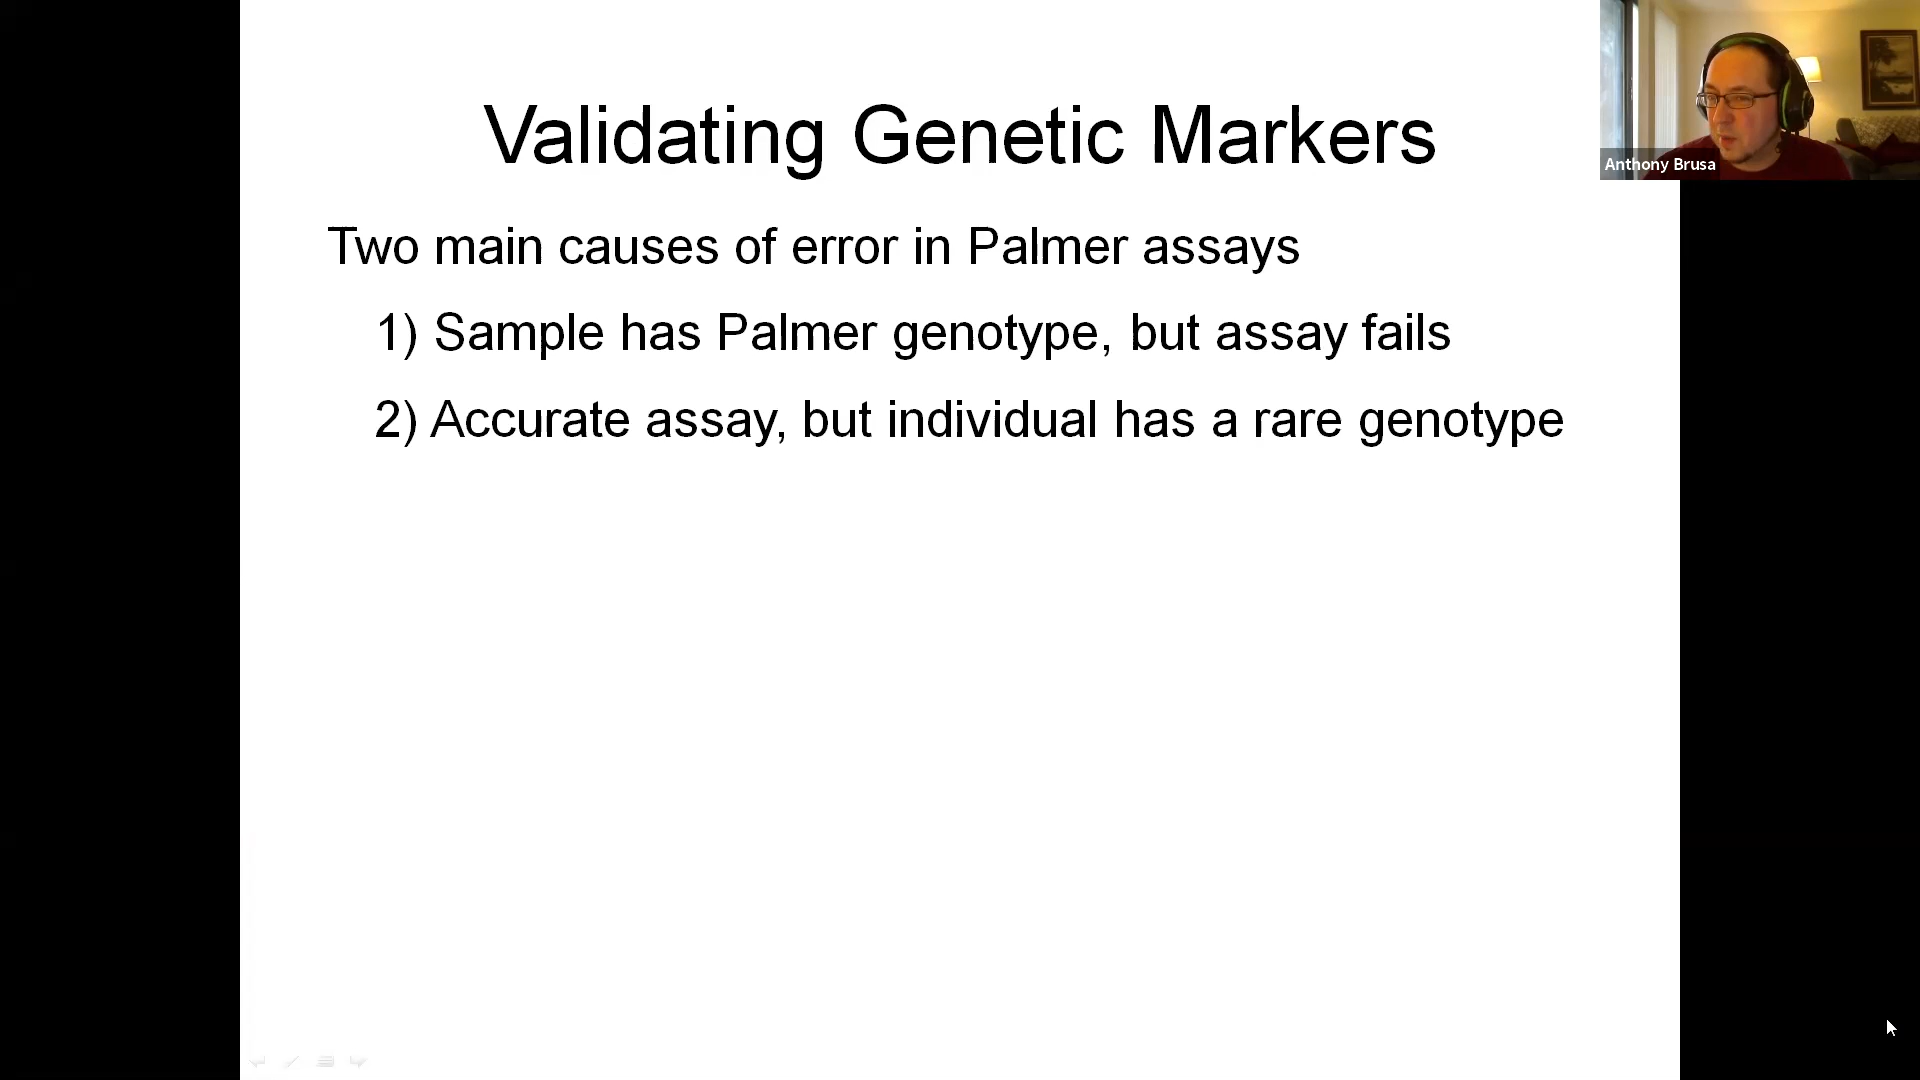 Validating Genetic Markers
Anthony Brusa
Two main causes of error in Palmer assays
1) Sample has Palmer genotype, but assay fails
2) Accurate assay, but individual has a rare genotype